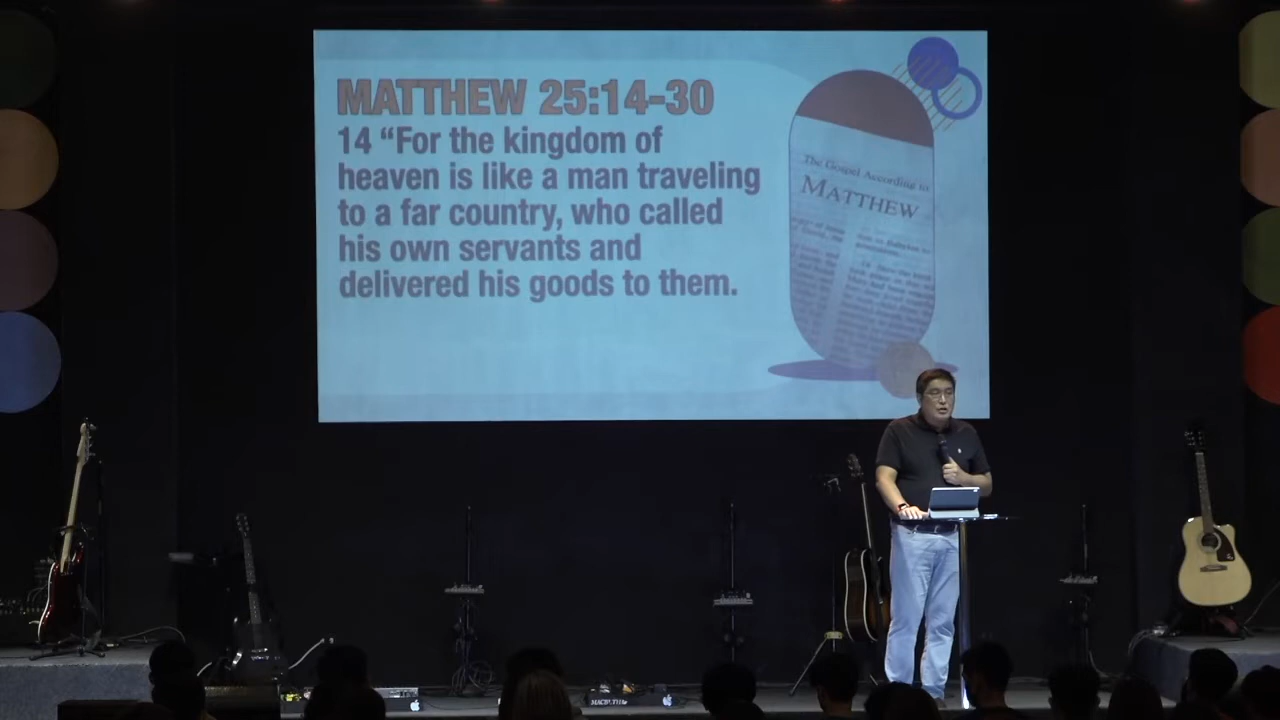 MATTHEW 25:14-30
14 “For the kingdom of
heaven is like a man traveling
to a far country, who called
his own servants and
delivered his goods to them.
The Gospel According to
MATTHEW